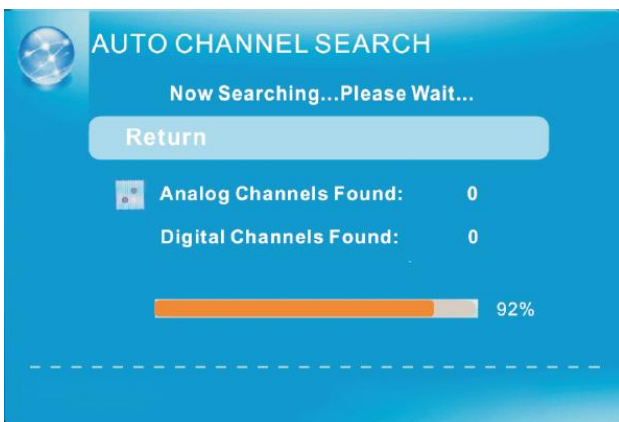 AUTO CHANNEL SEARCH
Now Searching...Please Wait...
Return
Analog Channels Found: 0
Digital Channels Found: 0
92%